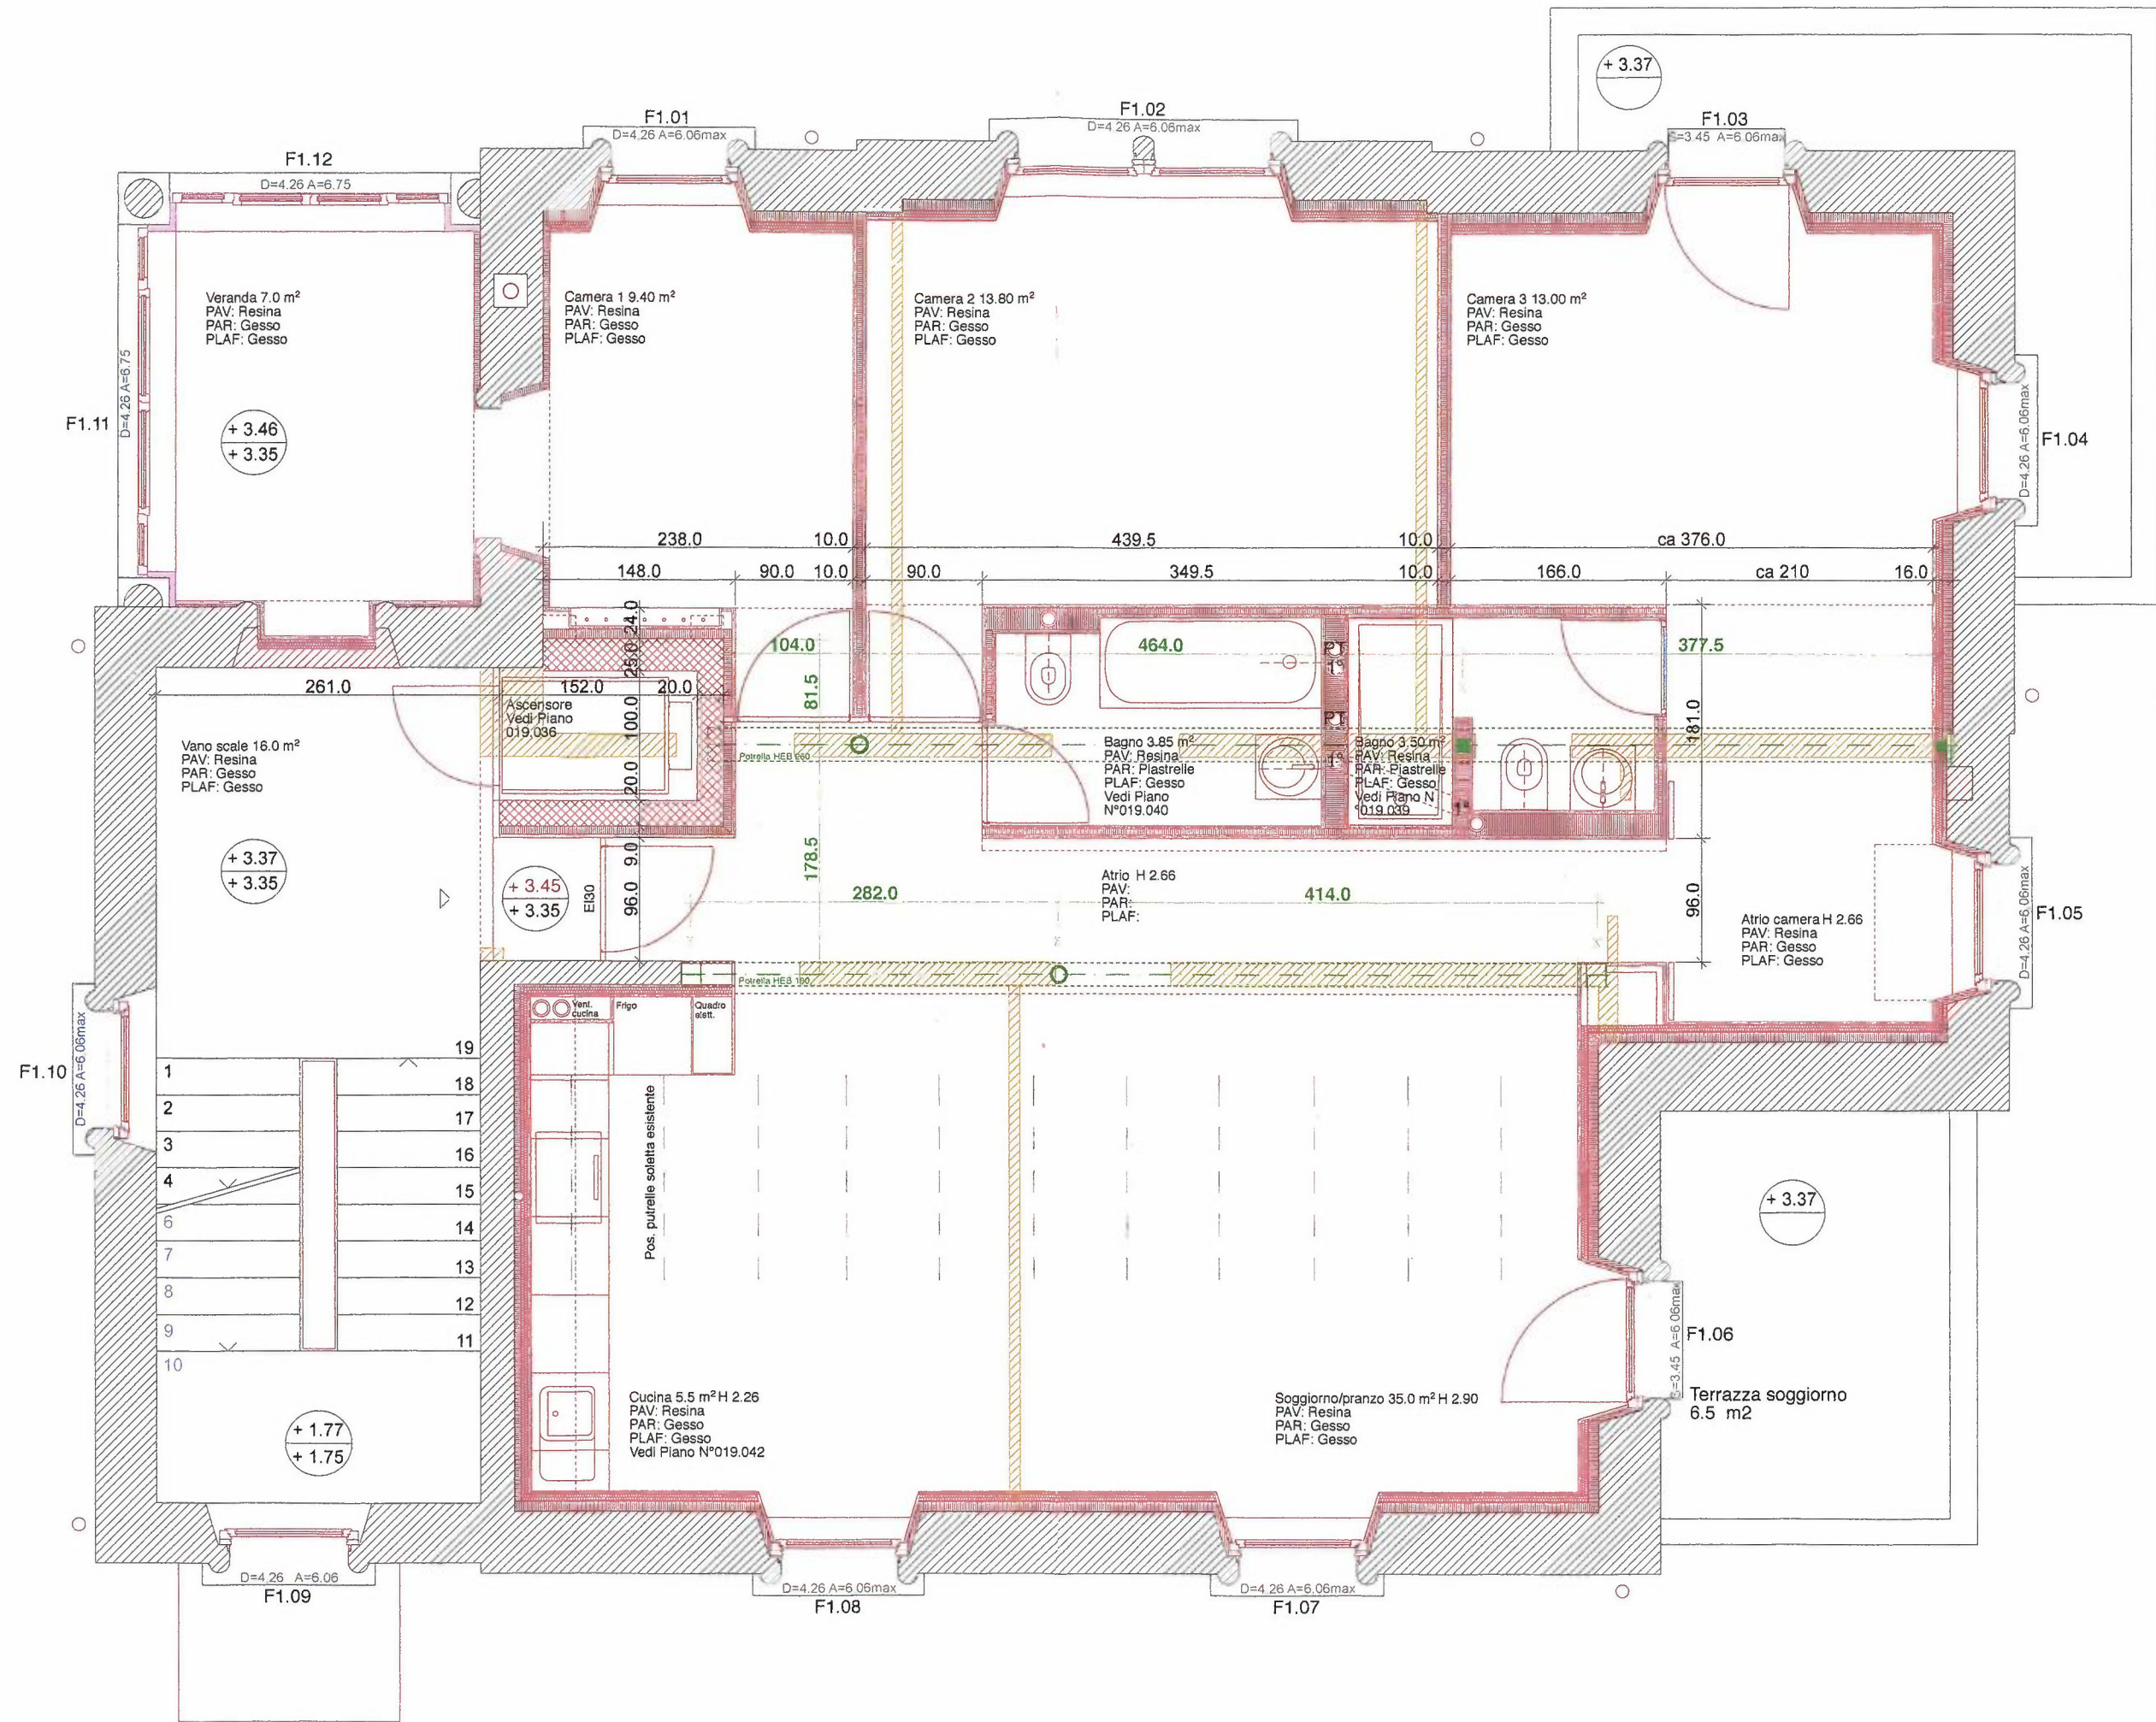 + 3.37
F1.01
D=4.26 A=6.06max
F1.02
D=4.26 A=6.06max
F1.03
S=3.45 A=6.06max
F1.12
D=4.26 A=6.75
Veranda 7.0 m²
PAV: Resina
PAR: Gesso
PLAF: Gesso
Camera 1 9.40 m²
PAV: Resina
PAR: Gesso
PLAF: Gesso
Camera 2 13.80 m²
PAV: Resina
PAR: Gesso
PLAF: Gesso
Camera 3 13.00 m²
PAV: Resina
PAR: Gesso
PLAF: Gesso
F1.11
D=4.26 A=6.75
+ 3.46
+ 3.35
F1.04
D=4.26 A=6.06max
238.0
10.0
439.5
10.0
ca 376.0
148.0
90.0
10.0
90.0
349.5
10.0
166.0
ca 210
16.0
24.0
25.0
100.0
20.0
9.0
96.0
104.0
464.0
377.5
81.5
181.0
261.0
152.0
20.0
Ascensore
Vedi Piano
019.036
Vano scale 16.0 m²
PAV: Resina
PAR: Gesso
PLAF: Gesso
Potrella HEB 260
Bagno 3.85 m²
PAV: Resina
PAR: Piastrelle
PLAF: Gesso
Vedi Piano
N°019.040
Bagno 3.50 m²
PAV: Resina
PAR: Piastrelle
PLAF: Gesso
Vedi Piano N
°019.039
+ 3.37
+ 3.35
+ 3.45
+ 3.35
EI30
178.5
282.0
414.0
96.0
Atrio H 2.66
PAV:
PAR:
PLAF:
Atrio camera H 2.66
PAV: Resina
PAR: Gesso
PLAF: Gesso
F1.05
D=4.26 A=6.06max
Potrella HEB 180
Vent.
cucina
Frigo
Quadro
elett.
F1.10
D=4.26 A=6.06max
19
1
18
2
17
3
16
4
15
6
14
7
13
8
12
9
11
10
Pos. putrelle soletta esistente
+ 3.37
F1.06
S=3.45 A=6.06max
Terrazza soggiorno
6.5 m2
Cucina 5.5 m² H 2.26
PAV: Resina
PAR: Gesso
PLAF: Gesso
Vedi Piano N°019.042
Soggiorno/pranzo 35.0 m² H 2.90
PAV: Resina
PAR: Gesso
PLAF: Gesso
+ 1.77
+ 1.75
D=4.26 A=6.06
F1.09
D=4.26 A=6.06max
F1.08
D=4.26 A=6.06max
F1.07